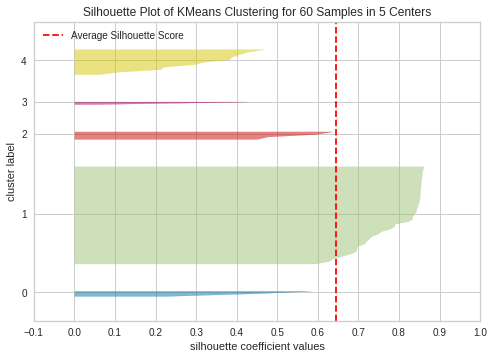 Silhouette Plot of KMeans Clustering for 60 Samples in 5 Centers
Average Silhouette Score
cluster label
4
3
2
1
0
-0.1 0.0 0.1 0.2 0.3 0.4 0.5 0.6 0.7 0.8 0.9 1.0
silhouette coefficient values